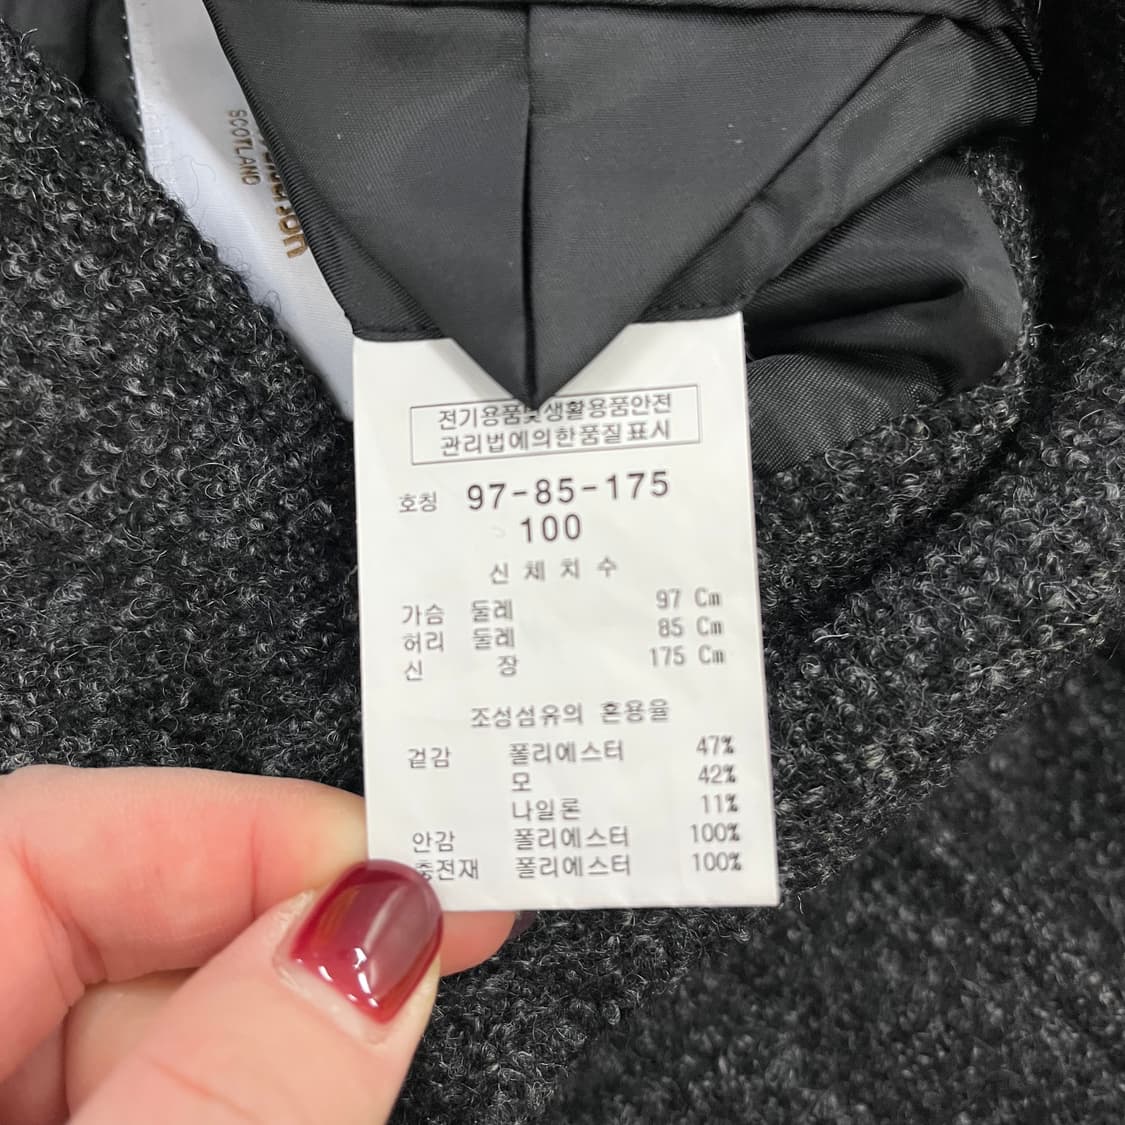 SCOTLAND
전기용품및생활용품안전
관리법에의한품질표시
호칭 97-85-175
100
신체치수
가슴 둘레 97 Cm
허리 둘레 85 Cm
신 장 175 Cm
조성섬유의 혼용율
겉감 폴리에스터 47%
모 42%
나일론 11%
안감 폴리에스터 100%
충전재 폴리에스터 100%